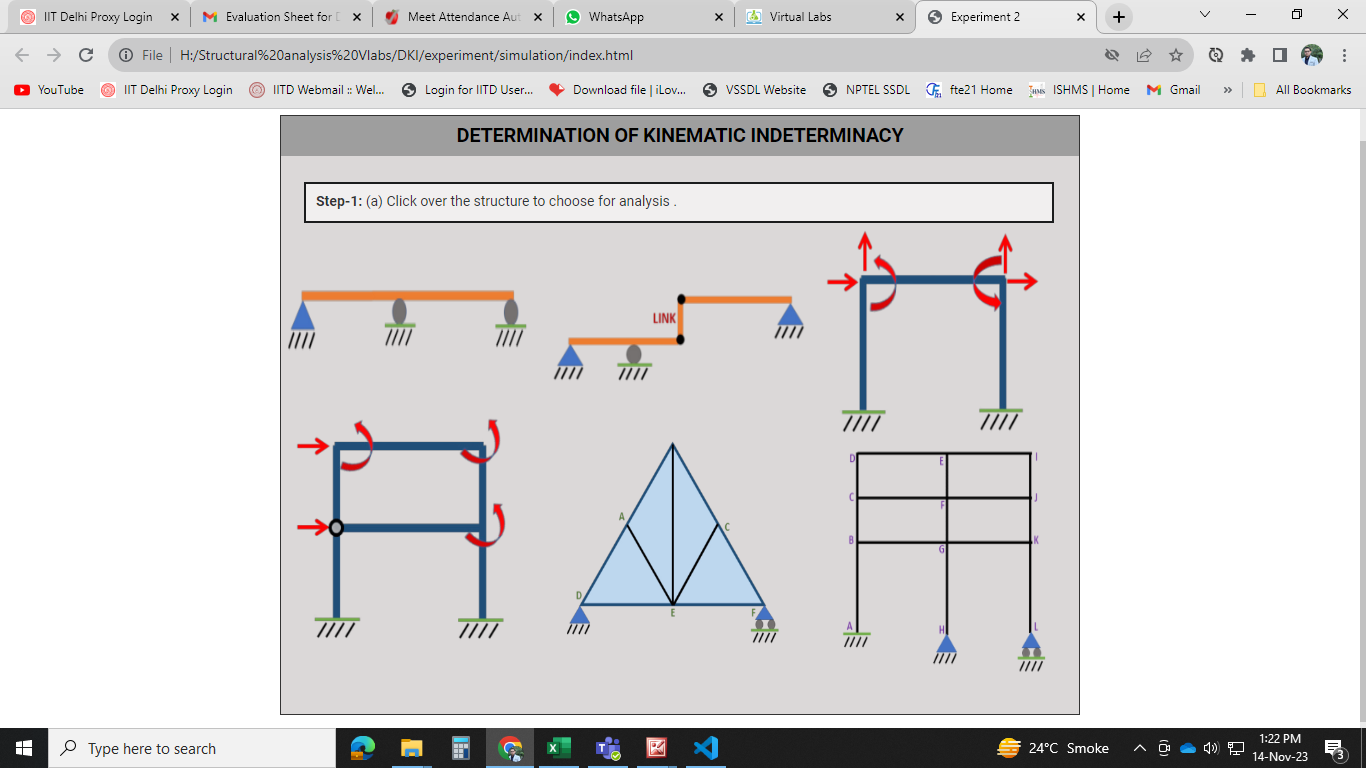 IIT Delhi Proxy Login
Evaluation Sheet for D
Meet Attendance Aut
WhatsApp
Virtual Labs
Experiment 2
File | H:/Structural%20analysis%20Vlabs/DKI/experiment/simulation/index.html
YouTube
IIT Delhi Proxy Login
IITD Webmail :: Wel...
Login for IITD User...
Download file | iLov...
VSSDL Website
NPTEL SSDL
fte21 Home
ISHMS | Home
Gmail
»
All Bookmarks
DETERMINATION OF KINEMATIC INDETERMINACY
Step-1: (a) Click over the structure to choose for analysis .
LINK
A
C
D
E
F
D
E
I
C
F
J
B
G
K
A
H
L
Type here to search
24°C Smoke
1:22 PM
14-Nov-23
3